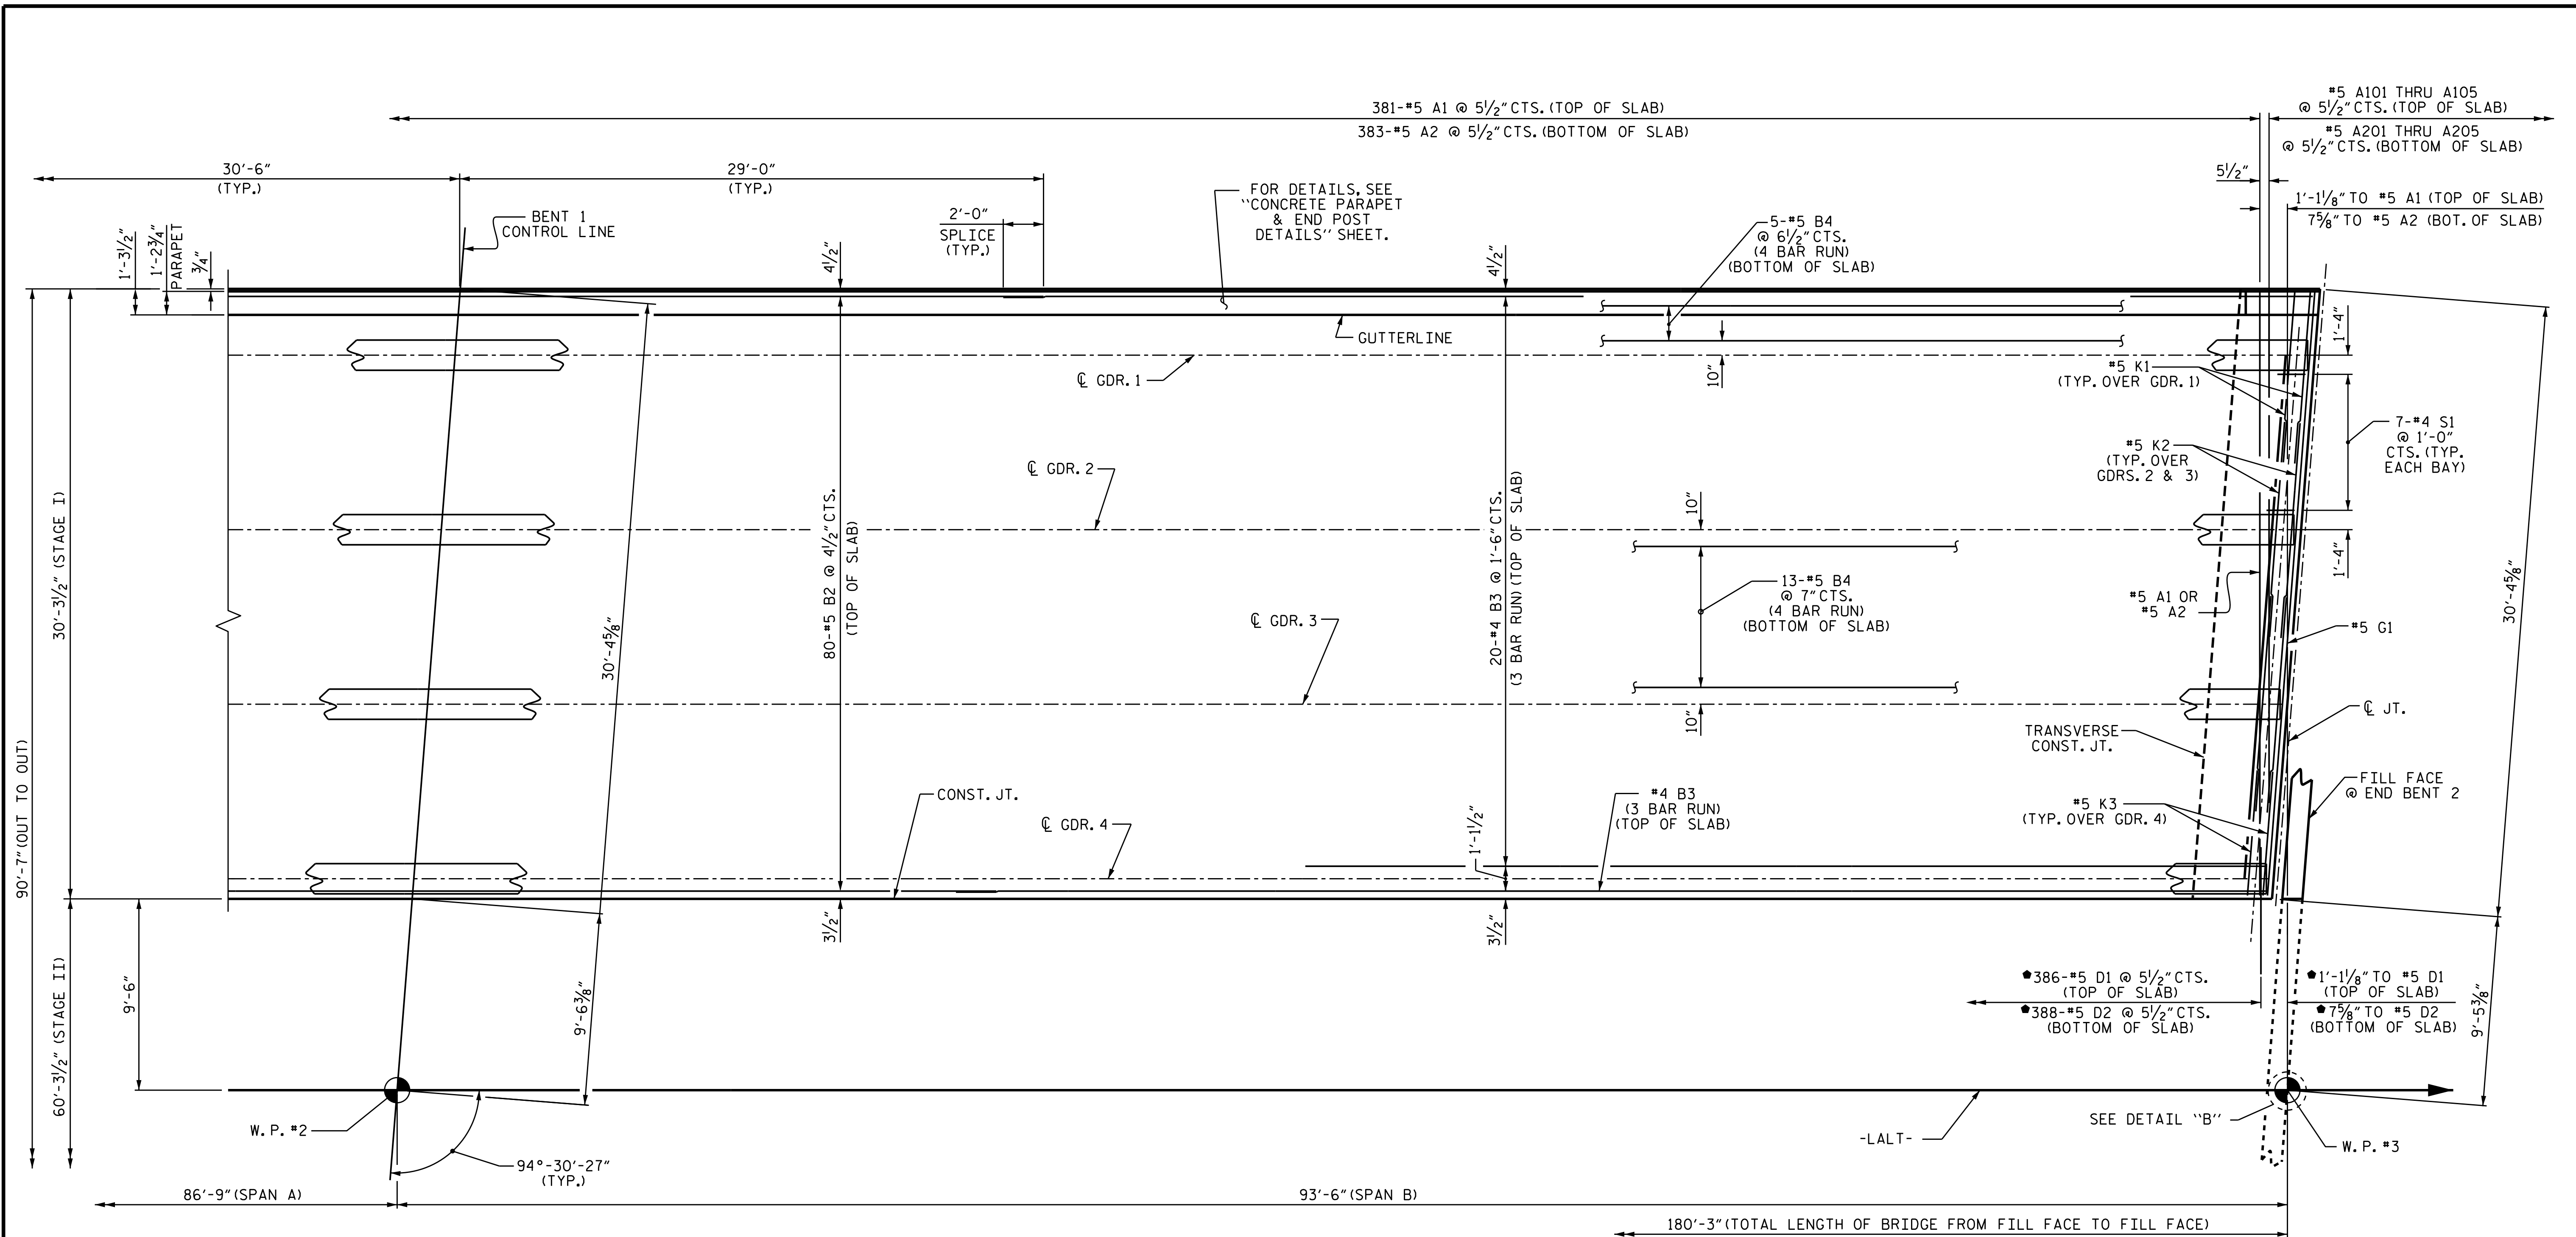 381-#5 A1 @ 5½" CTS. (TOP OF SLAB)
383-#5 A2 @ 5½" CTS. (BOTTOM OF SLAB)
#5 A101 THRU A105
@ 5½" CTS. (TOP OF SLAB)
#5 A201 THRU A205
@ 5½" CTS. (BOTTOM OF SLAB)
30'-6"
(TYP.)
29'-0"
(TYP.)
5½"
1'-1⅛" TO #5 A1 (TOP OF SLAB)
7⅝" TO #5 A2 (BOT. OF SLAB)
BENT 1
CONTROL LINE
2'-0"
SPLICE
(TYP.)
FOR DETAILS, SEE
"CONCRETE PARAPET
& END POST
DETAILS" SHEET.
5-#5 B4
@ 6½" CTS.
(4 BAR RUN)
(BOTTOM OF SLAB)
1'-3½"
1'-2¾"
PARAPET
¾"
4½"
4½"
GUTTERLINE
℄ GDR. 1
10"
#5 K1
(TYP. OVER GDR. 1)
1'-4"
7-#4 S1
@ 1'-0"
CTS. (TYP.
EACH BAY)
#5 K2
(TYP. OVER
GDRS. 2 & 3)
℄ GDR. 2
10"
1'-4"
90'-7" (OUT TO OUT)
30'-3½" (STAGE I)
30'-4⅝"
80-#5 B2 @ 4½" CTS.
(TOP OF SLAB)
20-#4 B3 @ 1'-6" CTS.
(3 BAR RUN) (TOP OF SLAB)
13-#5 B4
@ 7" CTS.
(4 BAR RUN)
(BOTTOM OF SLAB)
#5 A1 OR
#5 A2
#5 G1
30'-4⅝"
℄ GDR. 3
10"
℄ JT.
TRANSVERSE
CONST. JT.
FILL FACE
@ END BENT 2
CONST. JT.
℄ GDR. 4
1'-1½"
#4 B3
(3 BAR RUN)
(TOP OF SLAB)
#5 K3
(TYP. OVER GDR. 4)
3½"
3½"
60'-3½" (STAGE II)
9'-6"
9'-6⅜"
⬟386-#5 D1 @ 5½" CTS.
(TOP OF SLAB)
⬟388-#5 D2 @ 5½" CTS.
(BOTTOM OF SLAB)
⬟1'-1⅛" TO #5 D1
(TOP OF SLAB)
⬟7⅝" TO #5 D2
(BOTTOM OF SLAB)
9'-5⅜"
W.P. #2
94°-30'-27"
(TYP.)
-LALT-
SEE DETAIL "B"
W.P. #3
86'-9" (SPAN A)
93'-6" (SPAN B)
180'-3" (TOTAL LENGTH OF BRIDGE FROM FILL FACE TO FILL FACE)